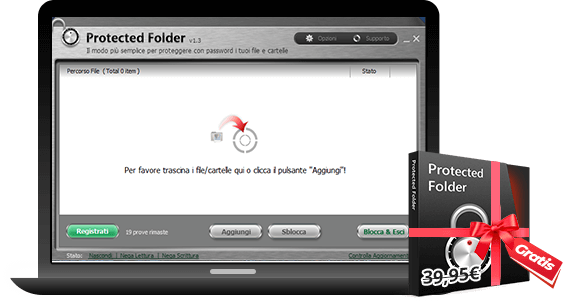 Protected Folder v1.3
Opzioni
Supporto
Il modo più semplice per proteggere con password i tuoi file e cartelle
Percorso File ( Total 0 item )
Stato
Per favore trascina i file/cartelle qui o clicca il pulsante "Aggiungi"!
Registrati
19 prove rimaste
Aggiungi
Sblocca
Blocca & Esci
Stato: Nascondi | Nega Lettura | Nega Scrittura
Controlla Aggiornamenti
Protected
Folder
Protected Folder
Gratis
39,95€